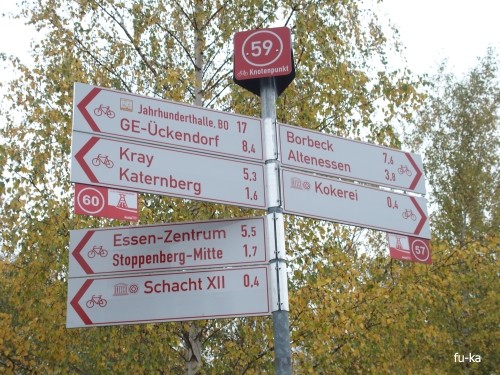 59
Knotenpunkt
Jahrhunderthalle, BO 17
GE-Ückendorf 8,4
Kray 5,3
Katernberg 1,6
60
Essen-Zentrum 5,5
Stoppenberg-Mitte 1,7
Schacht XII 0,4
Borbeck 7,6
Altenessen 3,8
Kokerei 0,4
57
fu-ka